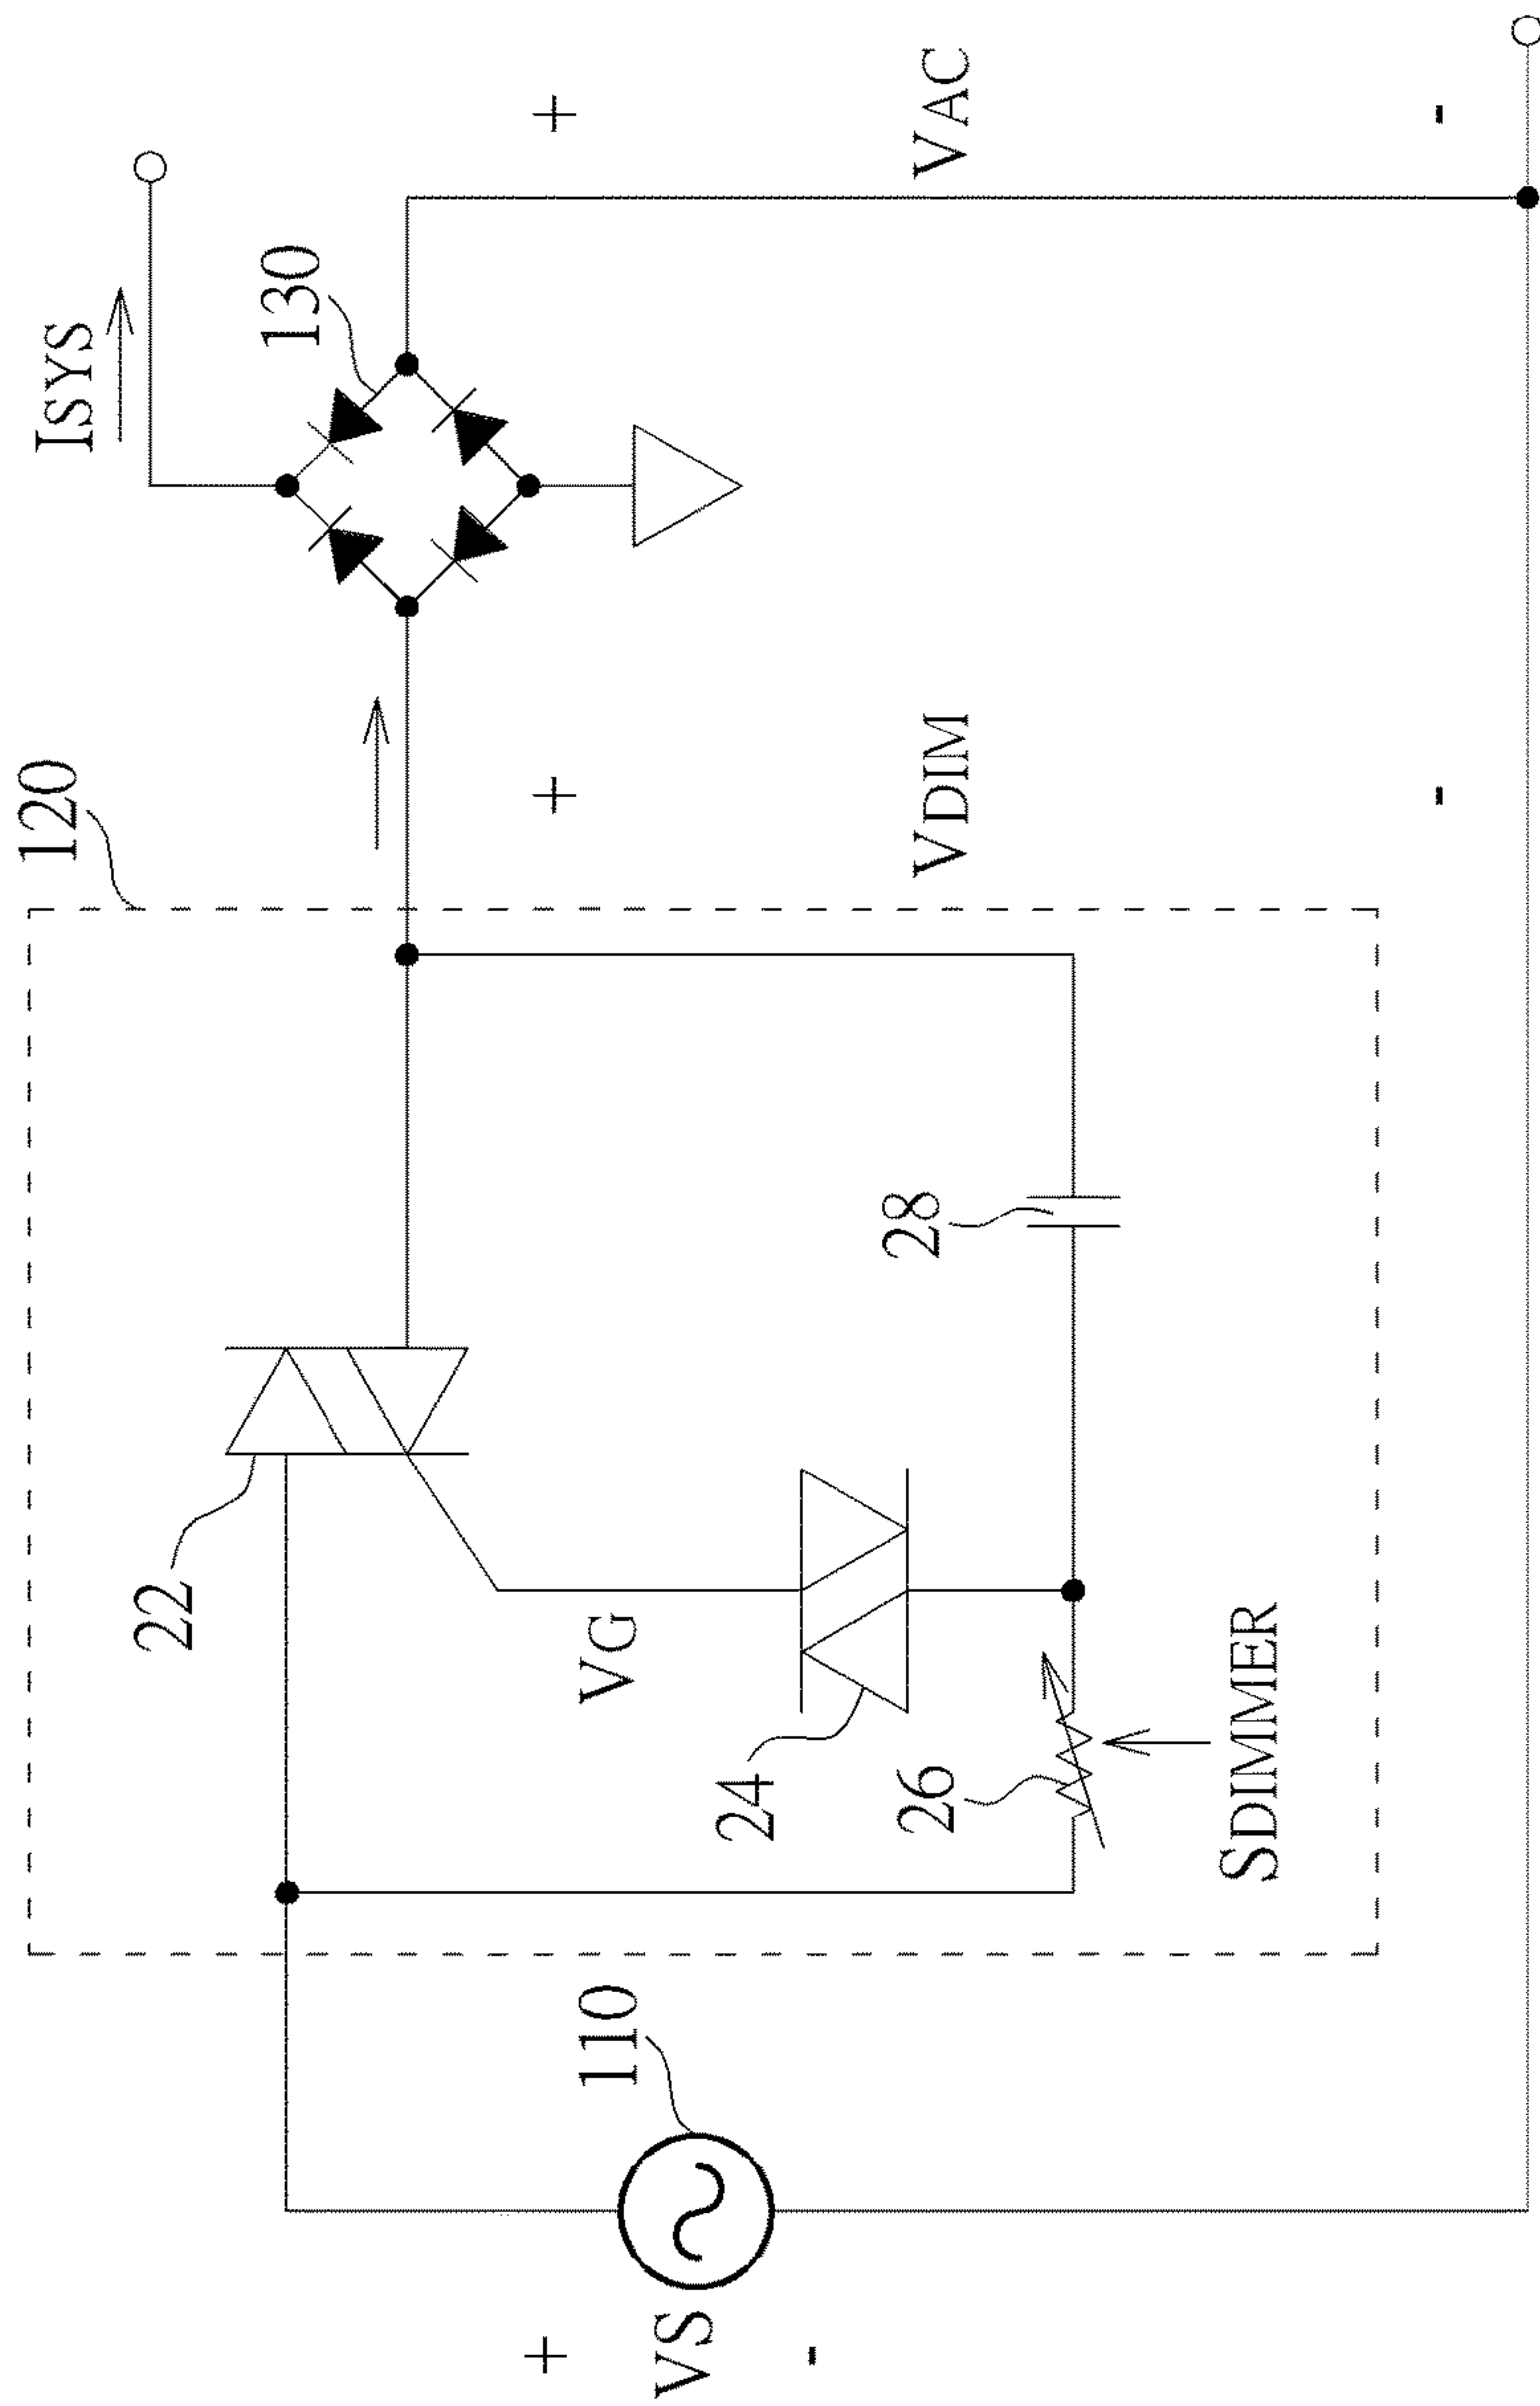 120
ISYS
22
130
+
VS
-
110
VG
24
26
28
SDIMMER
+
VDIM
-
+
VAC
-